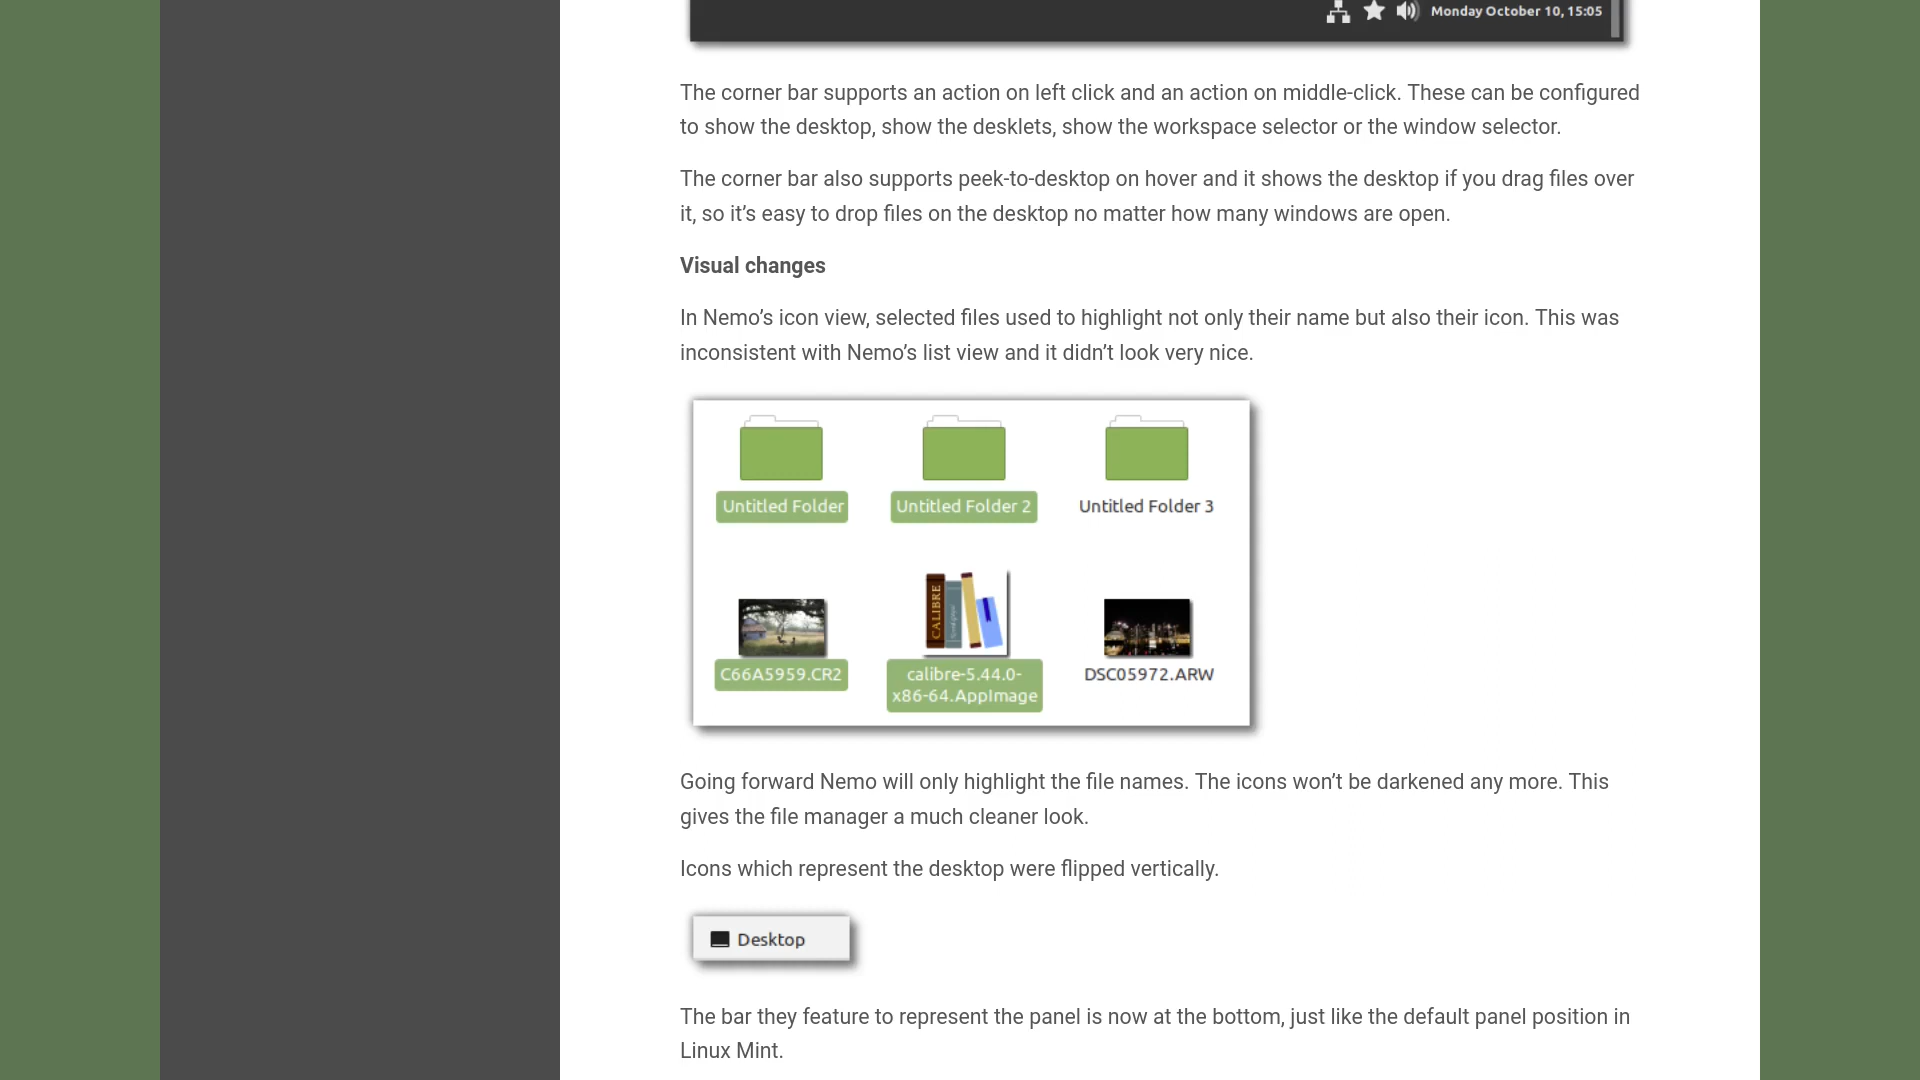 Monday October 10, 15:05
The corner bar supports an action on left click and an action on middle-click. These can be configured
to show the desktop, show the desklets, show the workspace selector or the window selector.
The corner bar also supports peek-to-desktop on hover and it shows the desktop if you drag files over
it, so it’s easy to drop files on the desktop no matter how many windows are open.
Visual changes
In Nemo’s icon view, selected files used to highlight not only their name but also their icon. This was
inconsistent with Nemo’s list view and it didn’t look very nice.
Untitled Folder
Untitled Folder 2
Untitled Folder 3
CALIBRE
C66A5959.CR2
calibre-5.44.0-
x86-64.AppImage
DSC05972.ARW
Going forward Nemo will only highlight the file names. The icons won’t be darkened any more. This
gives the file manager a much cleaner look.
Icons which represent the desktop were flipped vertically.
Desktop
The bar they feature to represent the panel is now at the bottom, just like the default panel position in
Linux Mint.